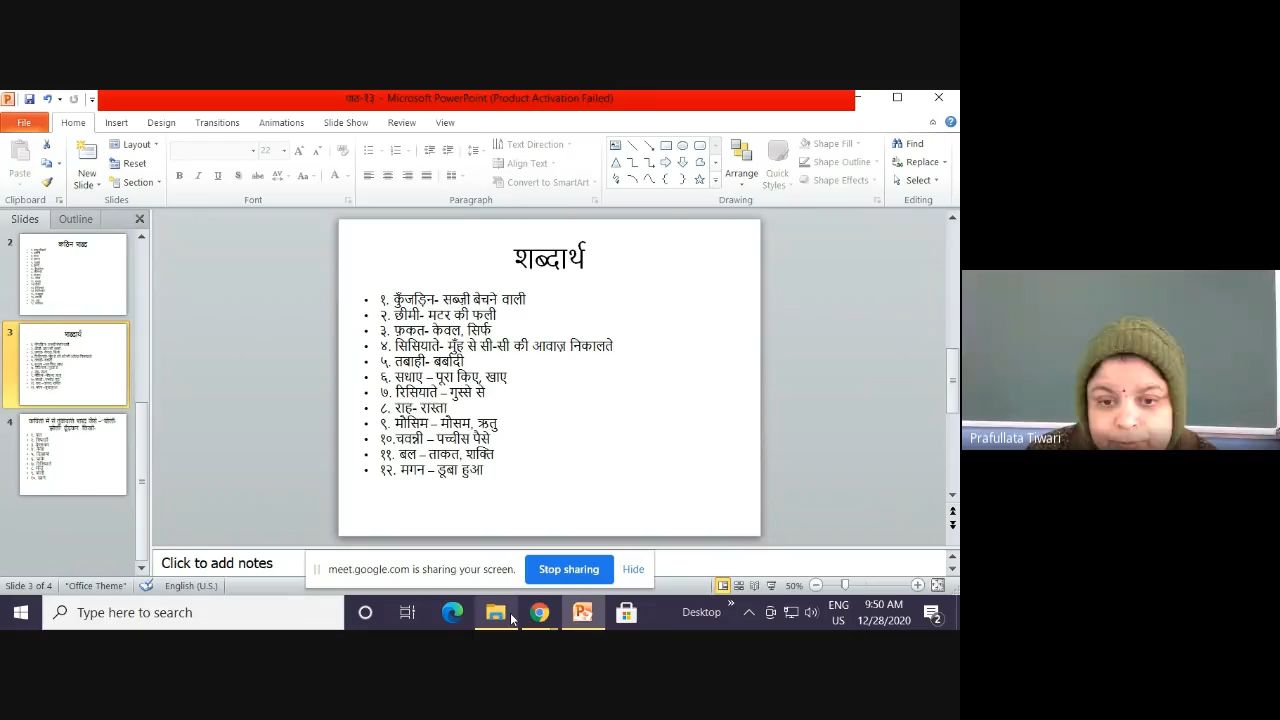 पाठ-१३ - Microsoft PowerPoint (Product Activation Failed)
File Home Insert Design Transitions Animations Slide Show Review View
Paste
Clipboard
New Slide
Layout
Reset
Section
Slides
22
Font
Text Direction
Align Text
Convert to SmartArt
Paragraph
Arrange
Quick Styles
Shape Fill
Shape Outline
Shape Effects
Drawing
Find
Replace
Select
Editing
Slides Outline
2
कठिन शब्द
3
शब्दार्थ
4
शब्दार्थ
• १. कुँजड़िन- सब्ज़ी बेचने वाली
• २. छीमी- मटर की फली
• ३. फ़कत- केवल, सिर्फ
• ४. सिसियाते- मूँह से सी-सी की आवाज़ निकालते
• ५. तबाही- बर्बादी
• ६. सधाए – पूरा किए, खाए
• ७. रिसियाते – गुस्से से
• ८. राह- रास्ता
• ९. मोसिम – मौसम, ऋतु
• १०.चवन्नी – पच्चीस पैसे
• ११. बल – ताकत, शक्ति
• १२. मगन – डूबा हुआ
Click to add notes
meet.google.com is sharing your screen. Stop sharing Hide
Slide 3 of 4 "Office Theme" English (U.S.) 50%
Type here to search
Desktop
ENG
US
9:50 AM
12/28/2020
2
Prafullata Tiwari